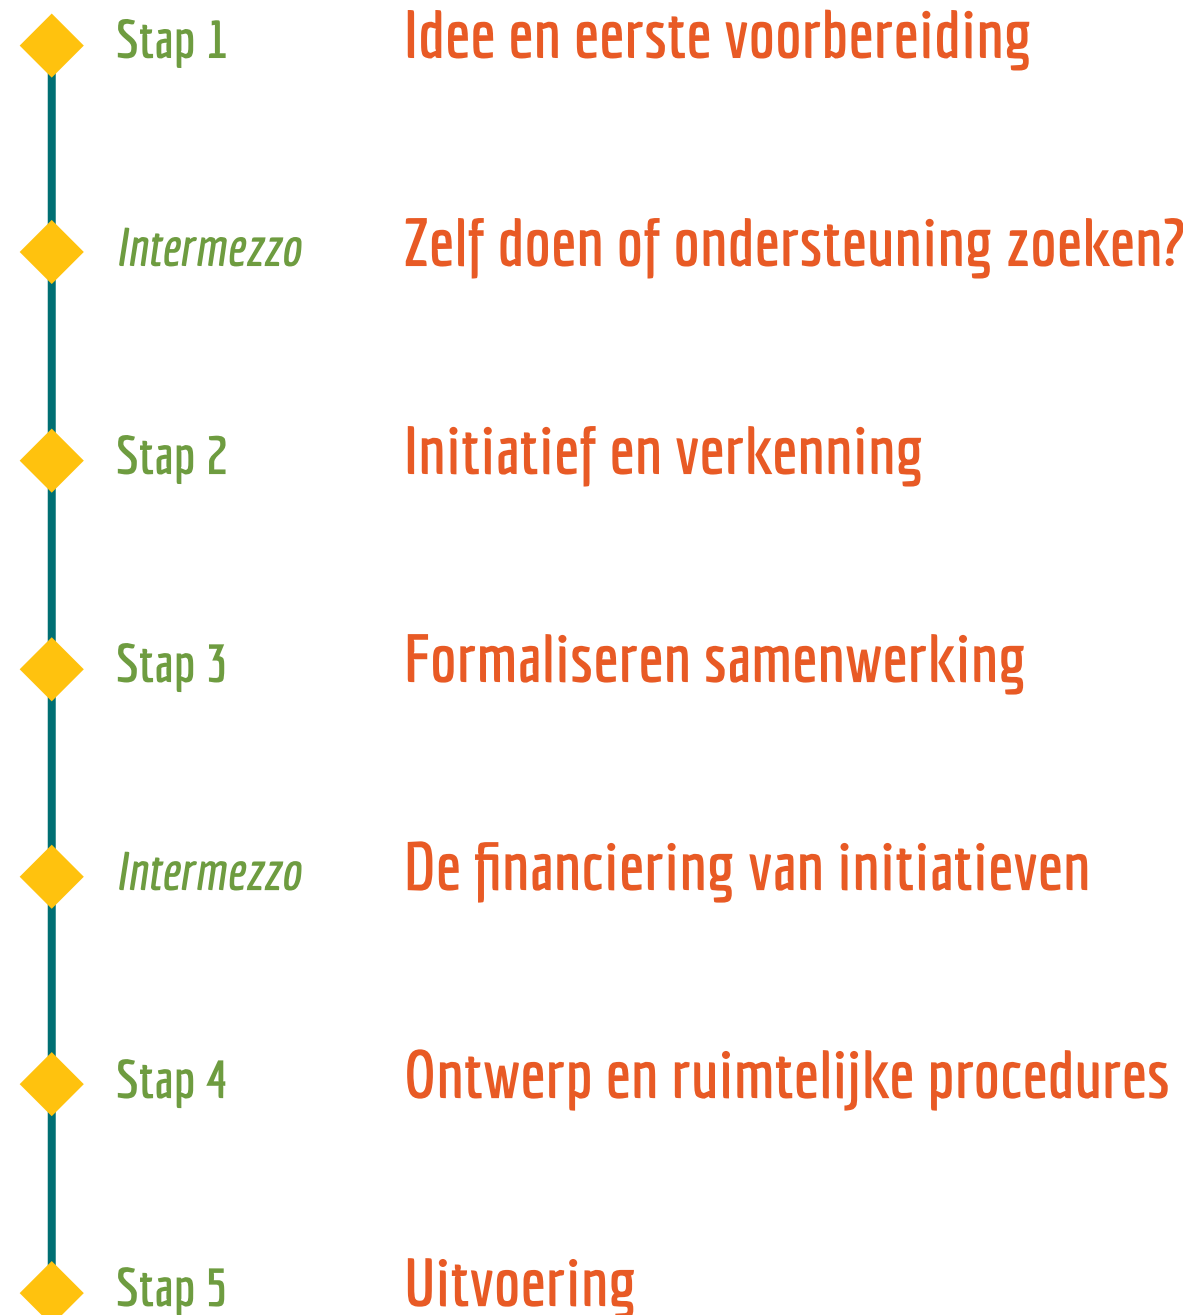 Stap 1 Idee en eerste voorbereiding
Intermezzo Zelf doen of ondersteuning zoeken?
Stap 2 Initiatief en verkenning
Stap 3 Formaliseren samenwerking
Intermezzo De financiering van initiatieven
Stap 4 Ontwerp en ruimtelijke procedures
Stap 5 Uitvoering